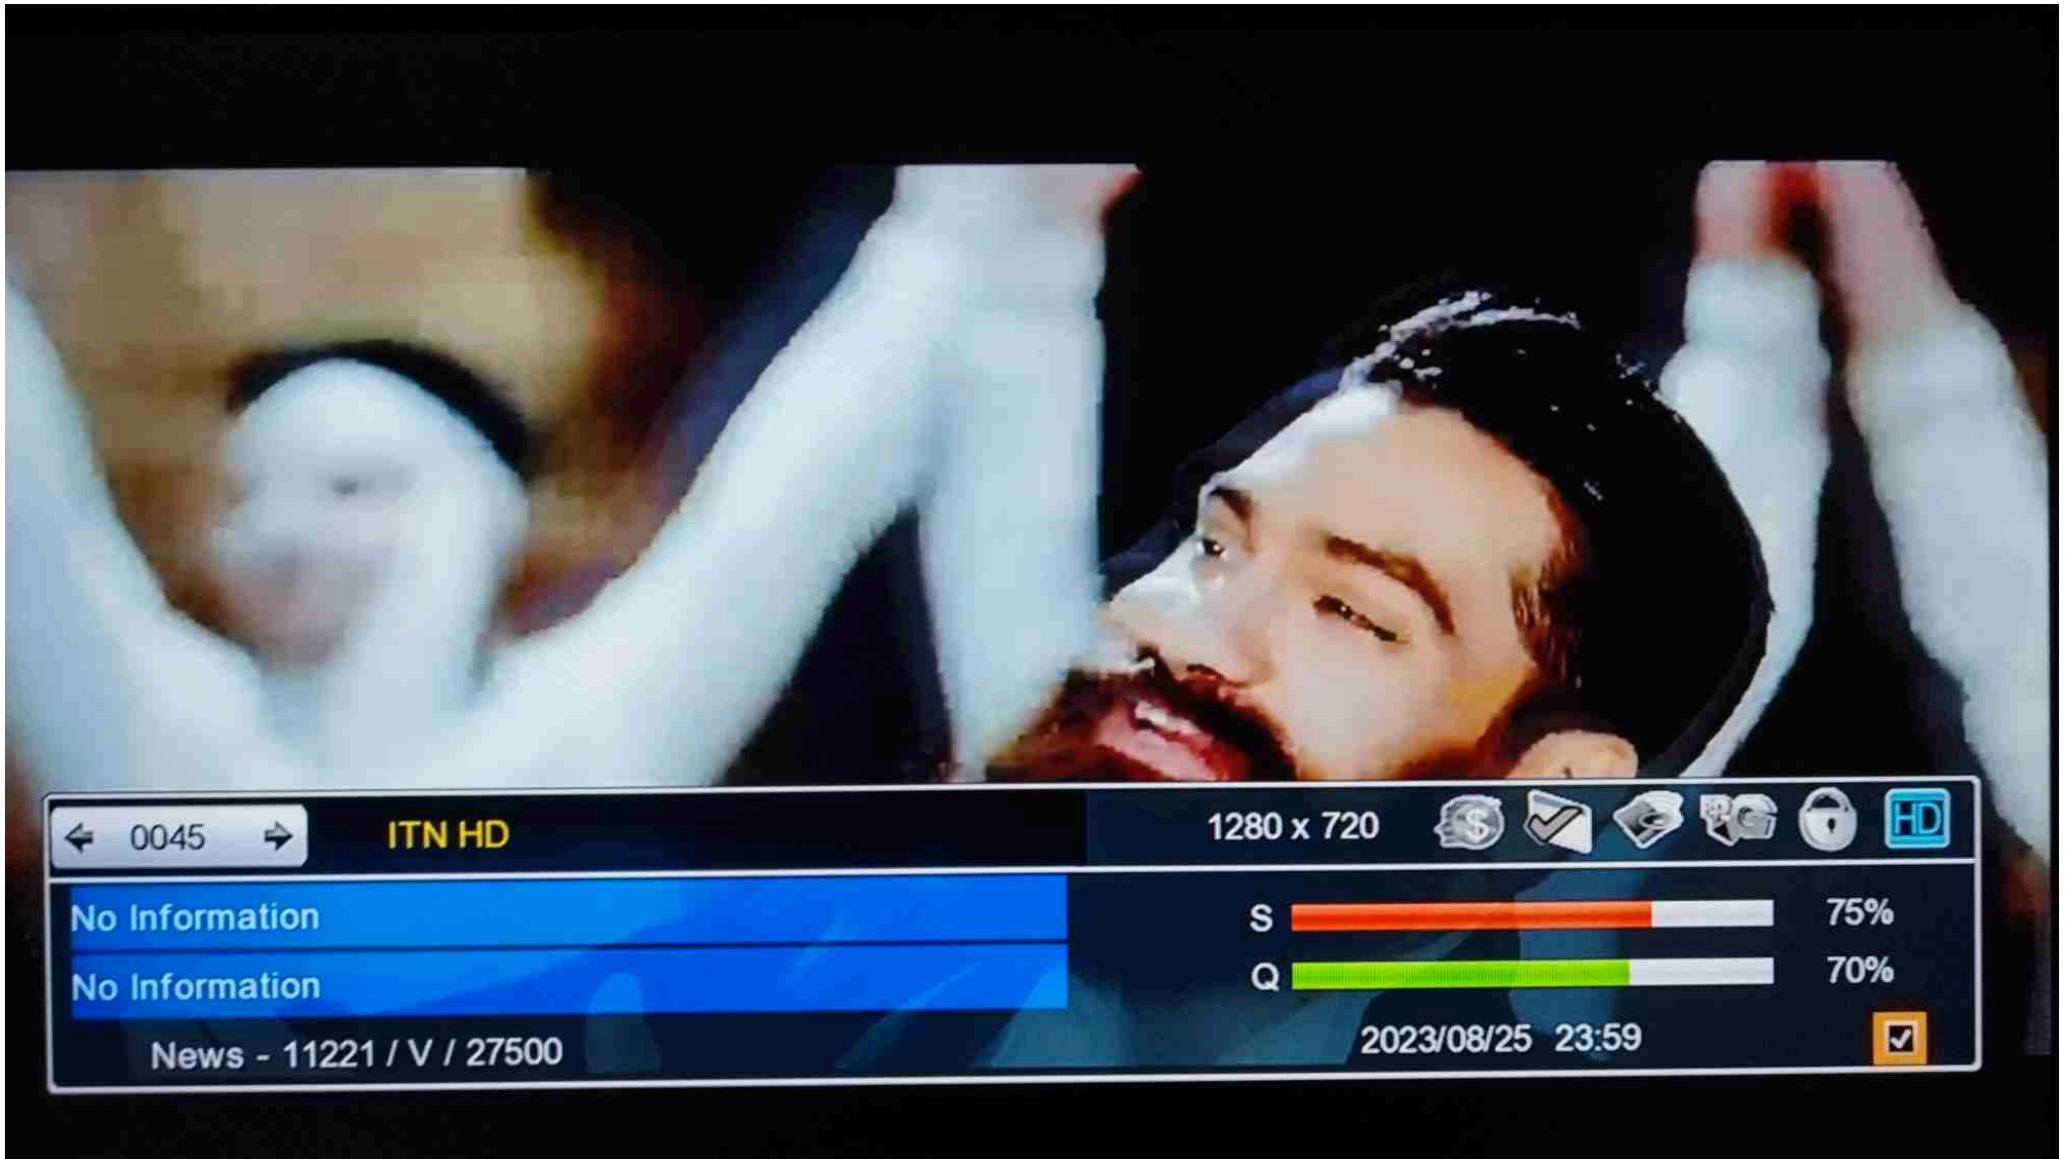 0045 ITN HD 1280 x 720 $ HD
No Information
S 75%
No Information
Q 70%
News - 11221 / V / 27500 2023/08/25 23:59